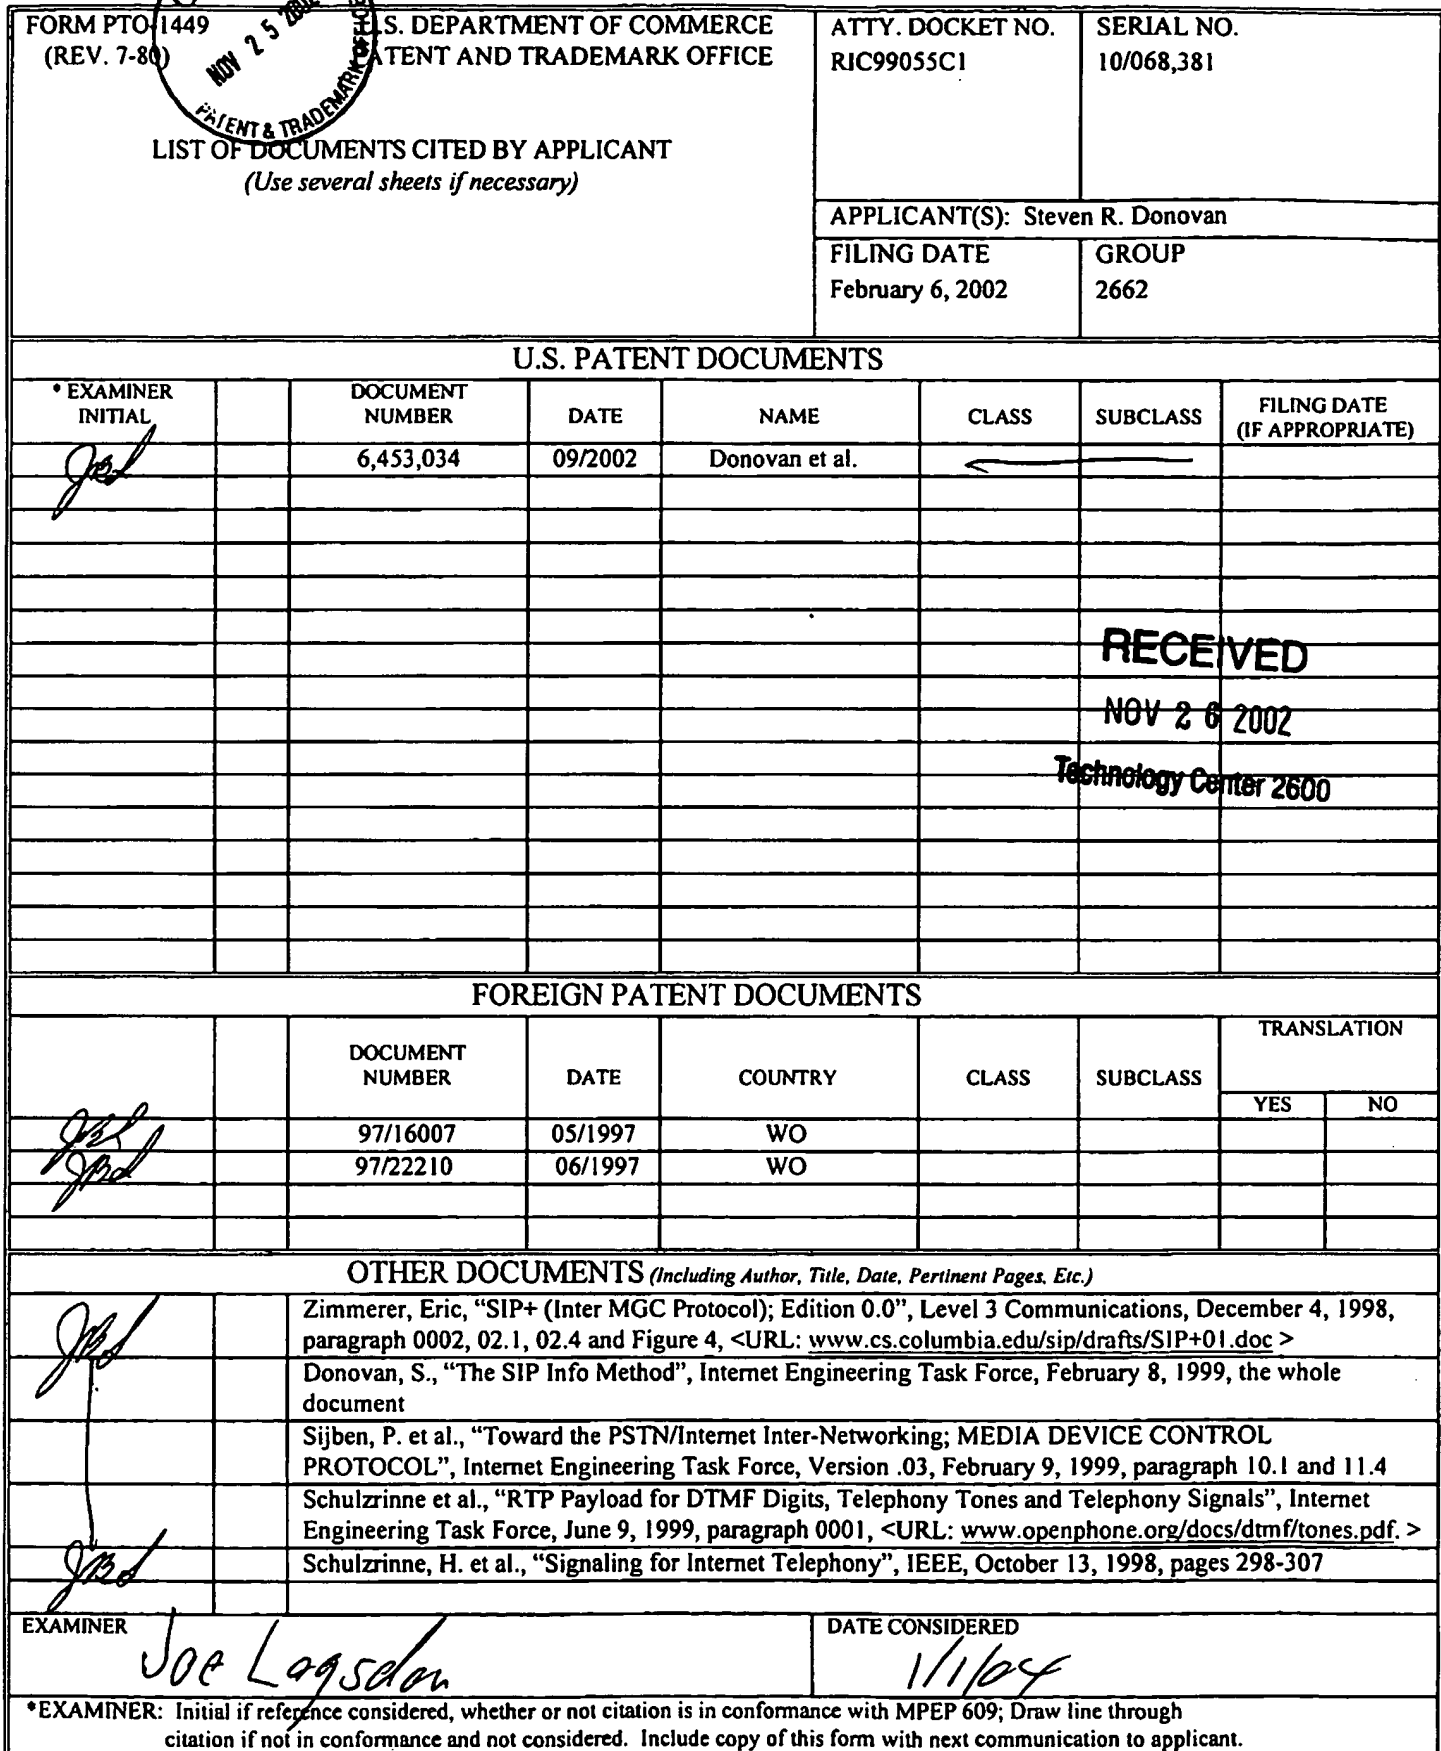 FORM PTO-1449 U.S. DEPARTMENT OF COMMERCE
(REV. 7-80) PATENT AND TRADEMARK OFFICE
NOV 25 2002
PATENT & TRADEMARK OFFICE
LIST OF DOCUMENTS CITED BY APPLICANT
(Use several sheets if necessary)
ATTY. DOCKET NO.
RIC99055C1
SERIAL NO.
10/068,381
APPLICANT(S): Steven R. Donovan
FILING DATE
February 6, 2002
GROUP
2662
U.S. PATENT DOCUMENTS
* EXAMINER INITIAL DOCUMENT NUMBER DATE NAME CLASS SUBCLASS FILING DATE (IF APPROPRIATE)
6,453,034 09/2002 Donovan et al.
RECEIVED
NOV 26 2002
Technology Center 2600
FOREIGN PATENT DOCUMENTS
DOCUMENT NUMBER DATE COUNTRY CLASS SUBCLASS TRANSLATION
YES NO
97/16007 05/1997 WO
97/22210 06/1997 WO
OTHER DOCUMENTS (Including Author, Title, Date, Pertinent Pages, Etc.)
Zimmerer, Eric, “SIP+ (Inter MGC Protocol); Edition 0.0”, Level 3 Communications, December 4, 1998,
paragraph 0002, 02.1, 02.4 and Figure 4, <URL: www.cs.columbia.edu/sip/drafts/SIP+01.doc >
Donovan, S., “The SIP Info Method”, Internet Engineering Task Force, February 8, 1999, the whole
document
Sijben, P. et al., “Toward the PSTN/Internet Inter-Networking; MEDIA DEVICE CONTROL
PROTOCOL”, Internet Engineering Task Force, Version .03, February 9, 1999, paragraph 10.1 and 11.4
Schulzrinne et al., “RTP Payload for DTMF Digits, Telephony Tones and Telephony Signals”, Internet
Engineering Task Force, June 9, 1999, paragraph 0001, <URL: www.openphone.org/docs/dtmf/tones.pdf. >
Schulzrinne, H. et al., “Signaling for Internet Telephony”, IEEE, October 13, 1998, pages 298-307
EXAMINER
Joe Logsdon
DATE CONSIDERED
1/1/04
*EXAMINER: Initial if reference considered, whether or not citation is in conformance with MPEP 609; Draw line through
citation if not in conformance and not considered. Include copy of this form with next communication to applicant.